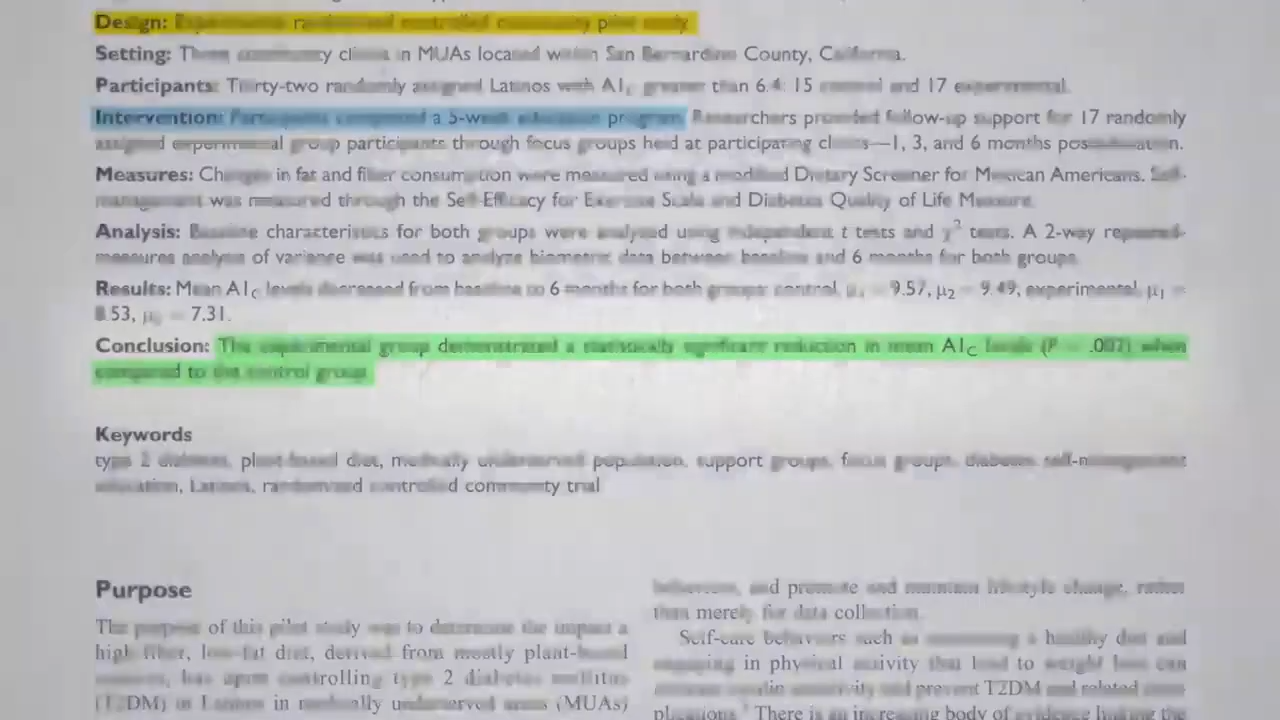 Design: Experimental randomized controlled community pilot study.
Setting: Three community clinics in MUAs located within San Bernardino County, California.
Participants: Thirty-two randomly assigned Latinos with A1C greater than 6.4: 15 control and 17 experimental.
Intervention: Participants completed a 5-week education program. Researchers provided follow-up support for 17 randomly
assigned experimental group participants through focus groups held at participating clinics—1, 3, and 6 months
Measures: Changes in fat and fiber consumption were measured using a modified Dietary Screener for Mexican Americans. Self-
management was measured through the Self-Efficacy for Exercise Scale and Diabetes Quality of Life Measure.
Analysis: Baseline characteristics for both groups were analyzed using independent t tests and χ2 tests. A 2-way repeated-
measures analysis of variance was used to analyze biometric data between baseline and 6 months for both groups.
Results: Mean A1C levels decreased from baseline to 6 months for both groups: control, 9.57, μ2 = 9.49; experimental, μ1 =
8.53, 7.31.
Conclusion: The experimental group demonstrated a statistically significant reduction in mean A1C levels (P = .002) when
compared to the control group.
Keywords
type 2 diabetes, plant-based diet, medically underserved population, support groups, focus groups, diabetes self-management
education, Latinos, randomized controlled community trial
Purpose
The purpose of this pilot study was to determine the impact a
high fiber, low-fat diet, derived from mostly plant-based
sources, has upon controlling type 2 diabetes mellitus
(T2DM) in Latinos in medically underserved areas (MUAs)
behaviors, and promote and maintain lifestyle change, rather
than merely for data collection.
Self-care behaviors such as consuming a healthy diet and
engaging in physical activity that lead to weight loss can
increase insulin sensitivity and prevent T2DM and related com-
plications. There is an increasing body of evidence linking the